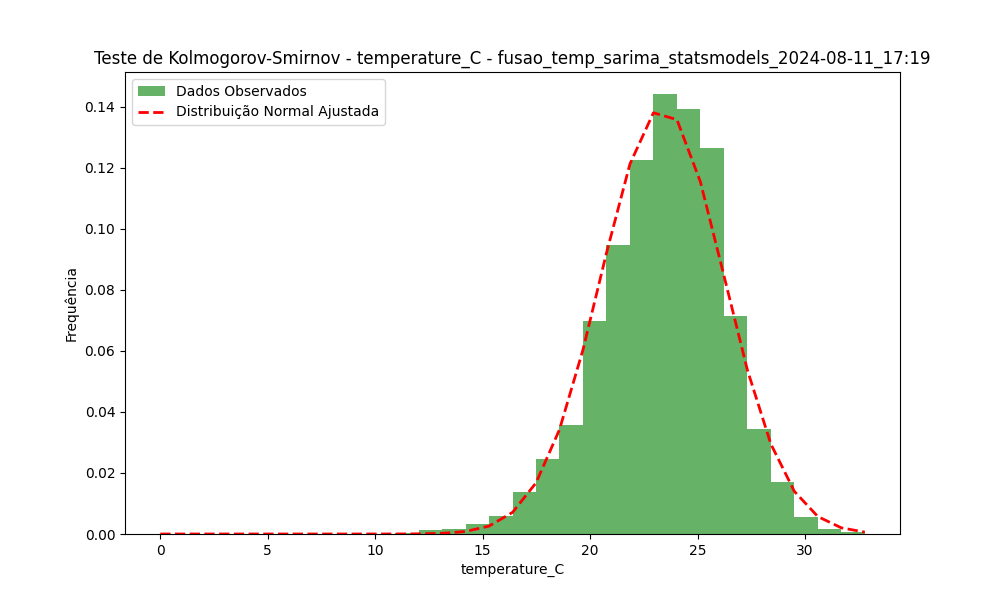 Teste de Kolmogorov-Smirnov - temperature_C - fusao_temp_sarima_statsmodels_2024-08-11_17:19
Dados Observados
Distribuição Normal Ajustada
Frequência
0.14
0.12
0.10
0.08
0.06
0.04
0.02
0.00
0 5 10 15 20 25 30
temperature_C